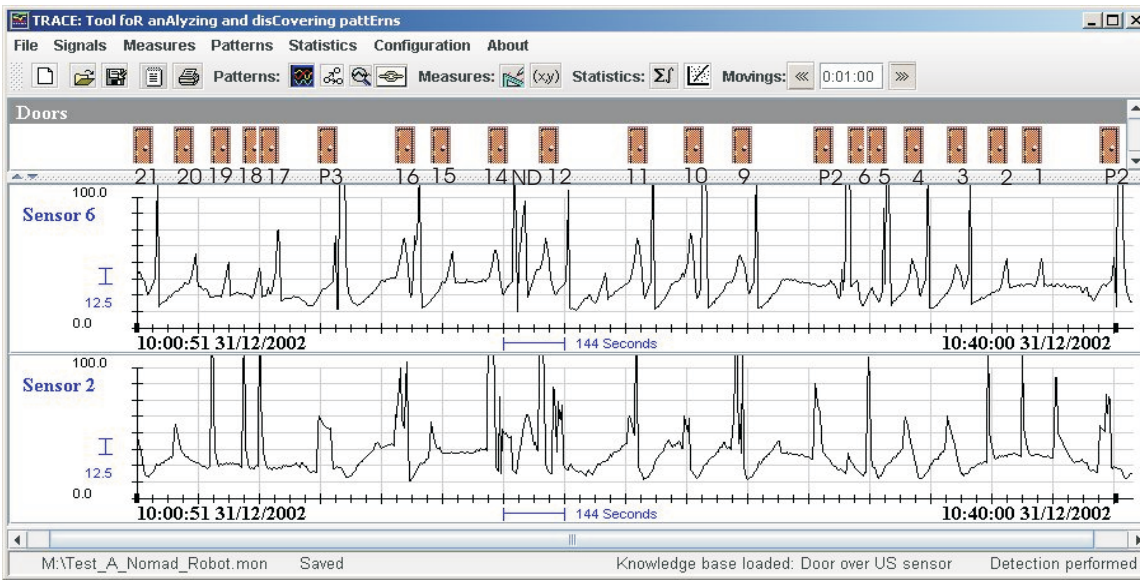 TRACE: Tool foR anAlyzing and disCovering pattErns
File Signals Measures Patterns Statistics Configuration About
Patterns: Measures: (x,y) Statistics: Σ∫ Movings: 0:01:00
Doors
21 20 19 18 17 P3 16 15 14 ND 12 11 10 9 P2 6 5 4 3 2 1 P2
100.0
Sensor 6
12.5
0.0
10:00:51 31/12/2002 144 Seconds 10:40:00 31/12/2002
100.0
Sensor 2
12.5
0.0
10:00:51 31/12/2002 144 Seconds 10:40:00 31/12/2002
M:\Test_A_Nomad_Robot.mon Saved Knowledge base loaded: Door over US sensor Detection performed